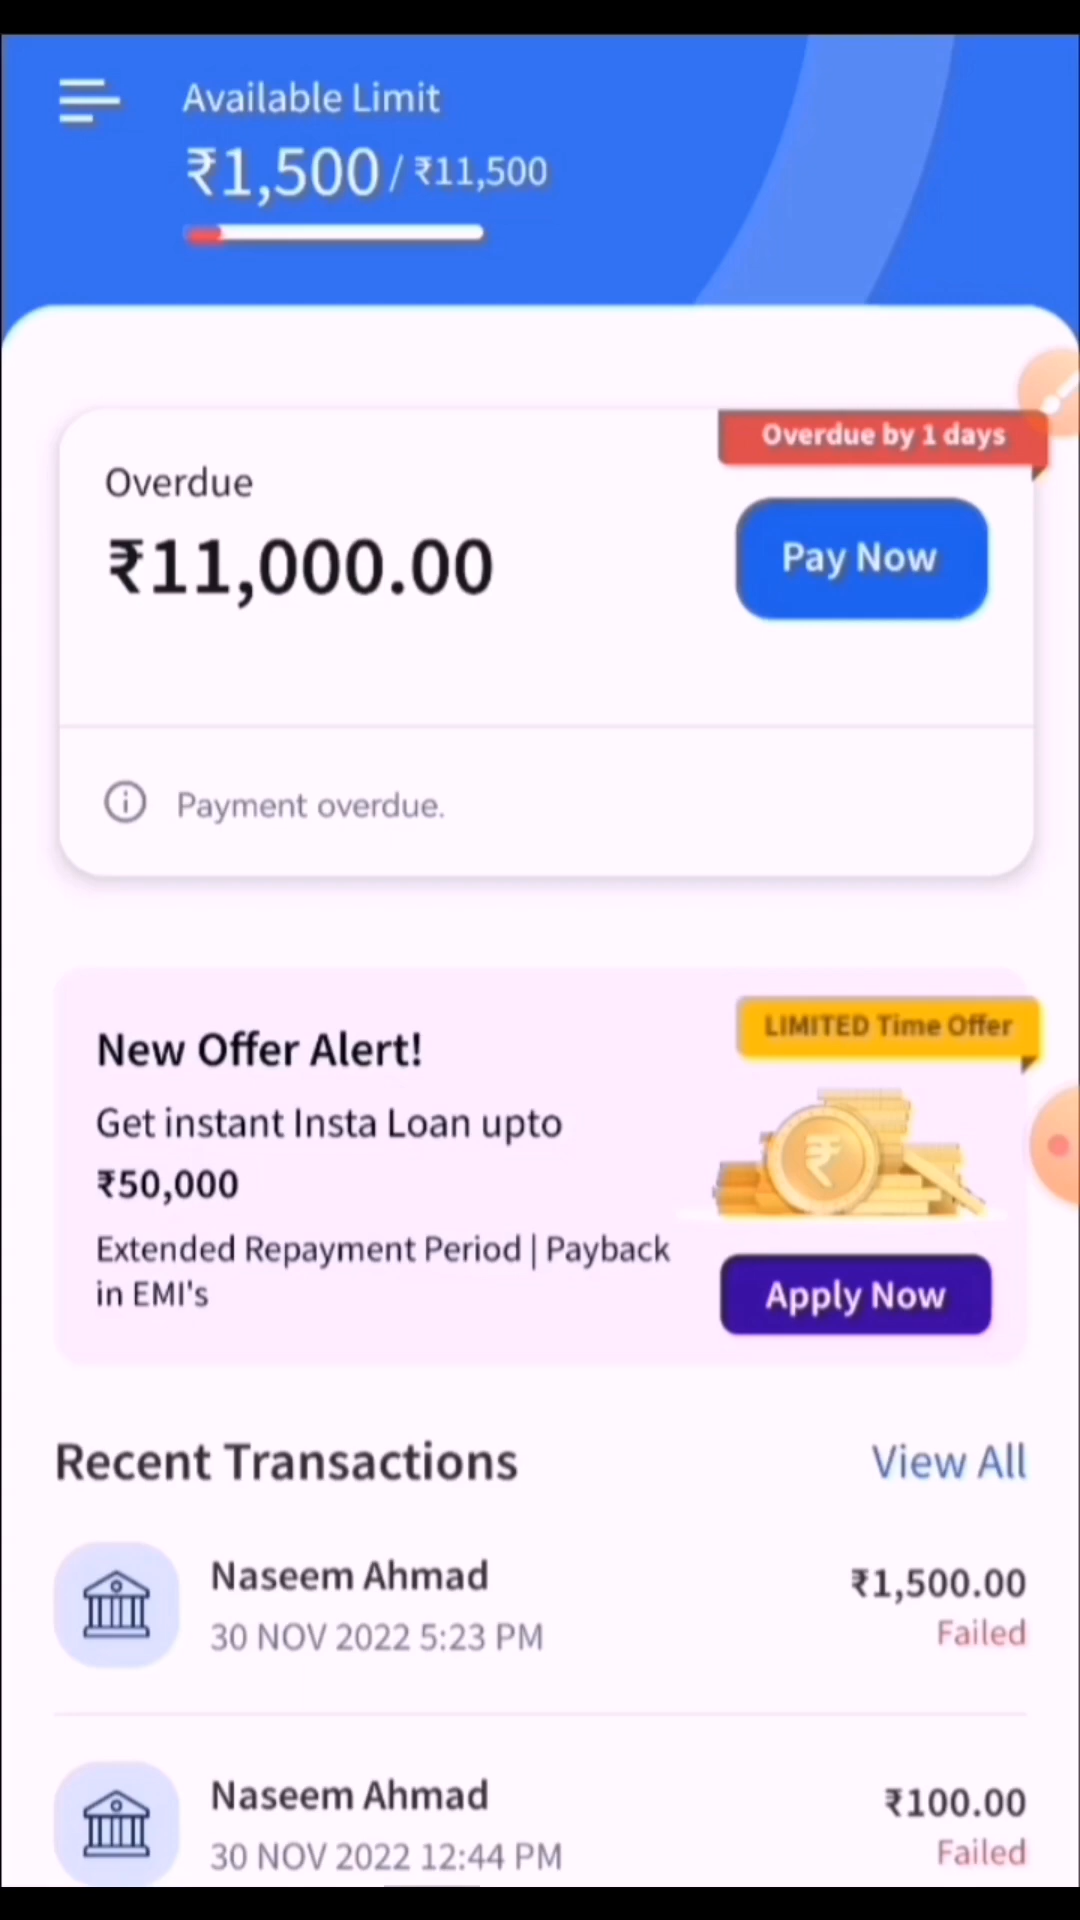 Available Limit
₹1,500 / ₹11,500
Overdue by 1 days
Overdue
₹11,000.00
Pay Now
Payment overdue.
LIMITED Time Offer
New Offer Alert!
Get instant Insta Loan upto
₹50,000
Extended Repayment Period | Payback
in EMI's
Apply Now
Recent Transactions
View All
Naseem Ahmad
₹1,500.00
30 NOV 2022 5:23 PM
Failed
Naseem Ahmad
₹100.00
30 NOV 2022 12:44 PM
Failed